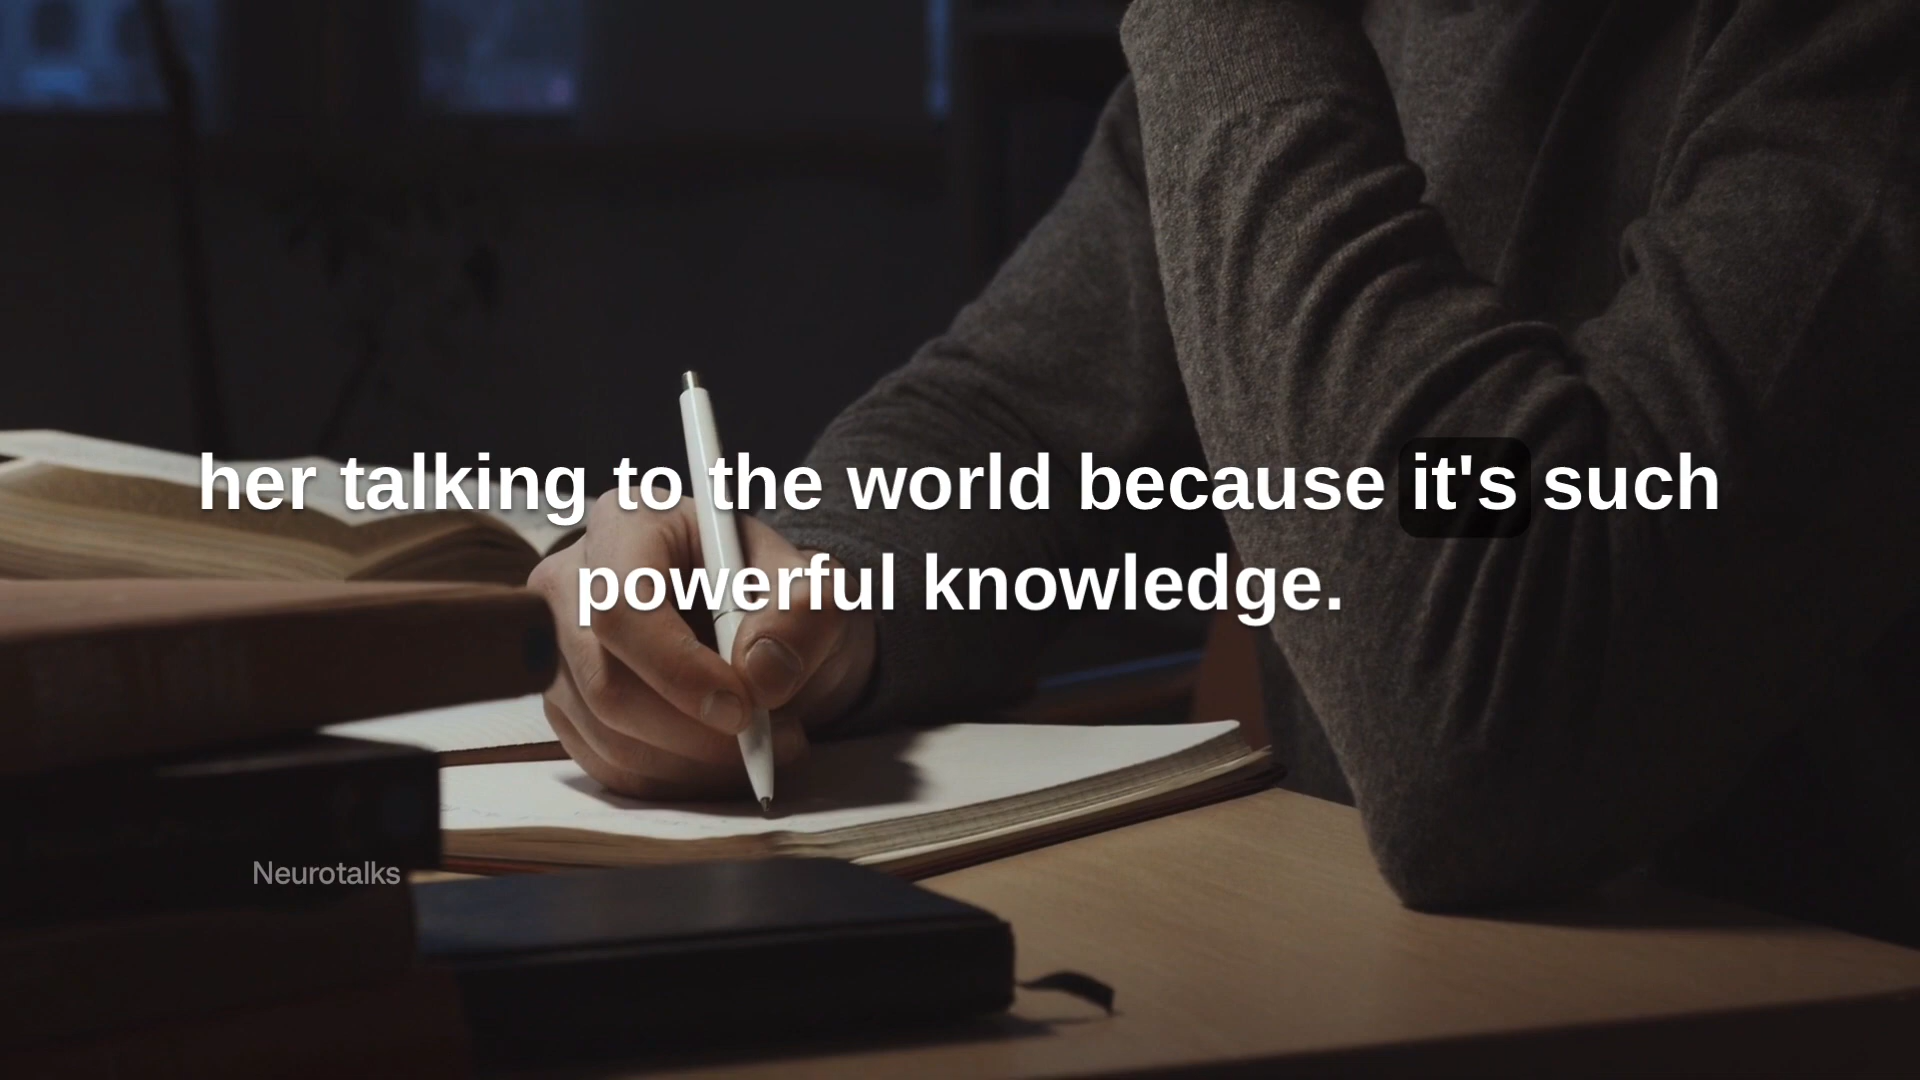 her talking to the world because it's such
powerful knowledge.
Neurotalks